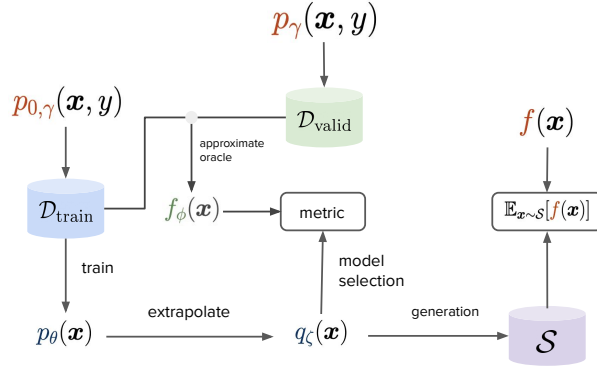 p_γ(x, y)
p_{0,γ}(x, y)
D_valid
f(x)
approximate
oracle
D_train
f_ϕ(x)
metric
𝔼_{x∼S}[f(x)]
train
model
selection
extrapolate
generation
p_θ(x)
q_ζ(x)
S